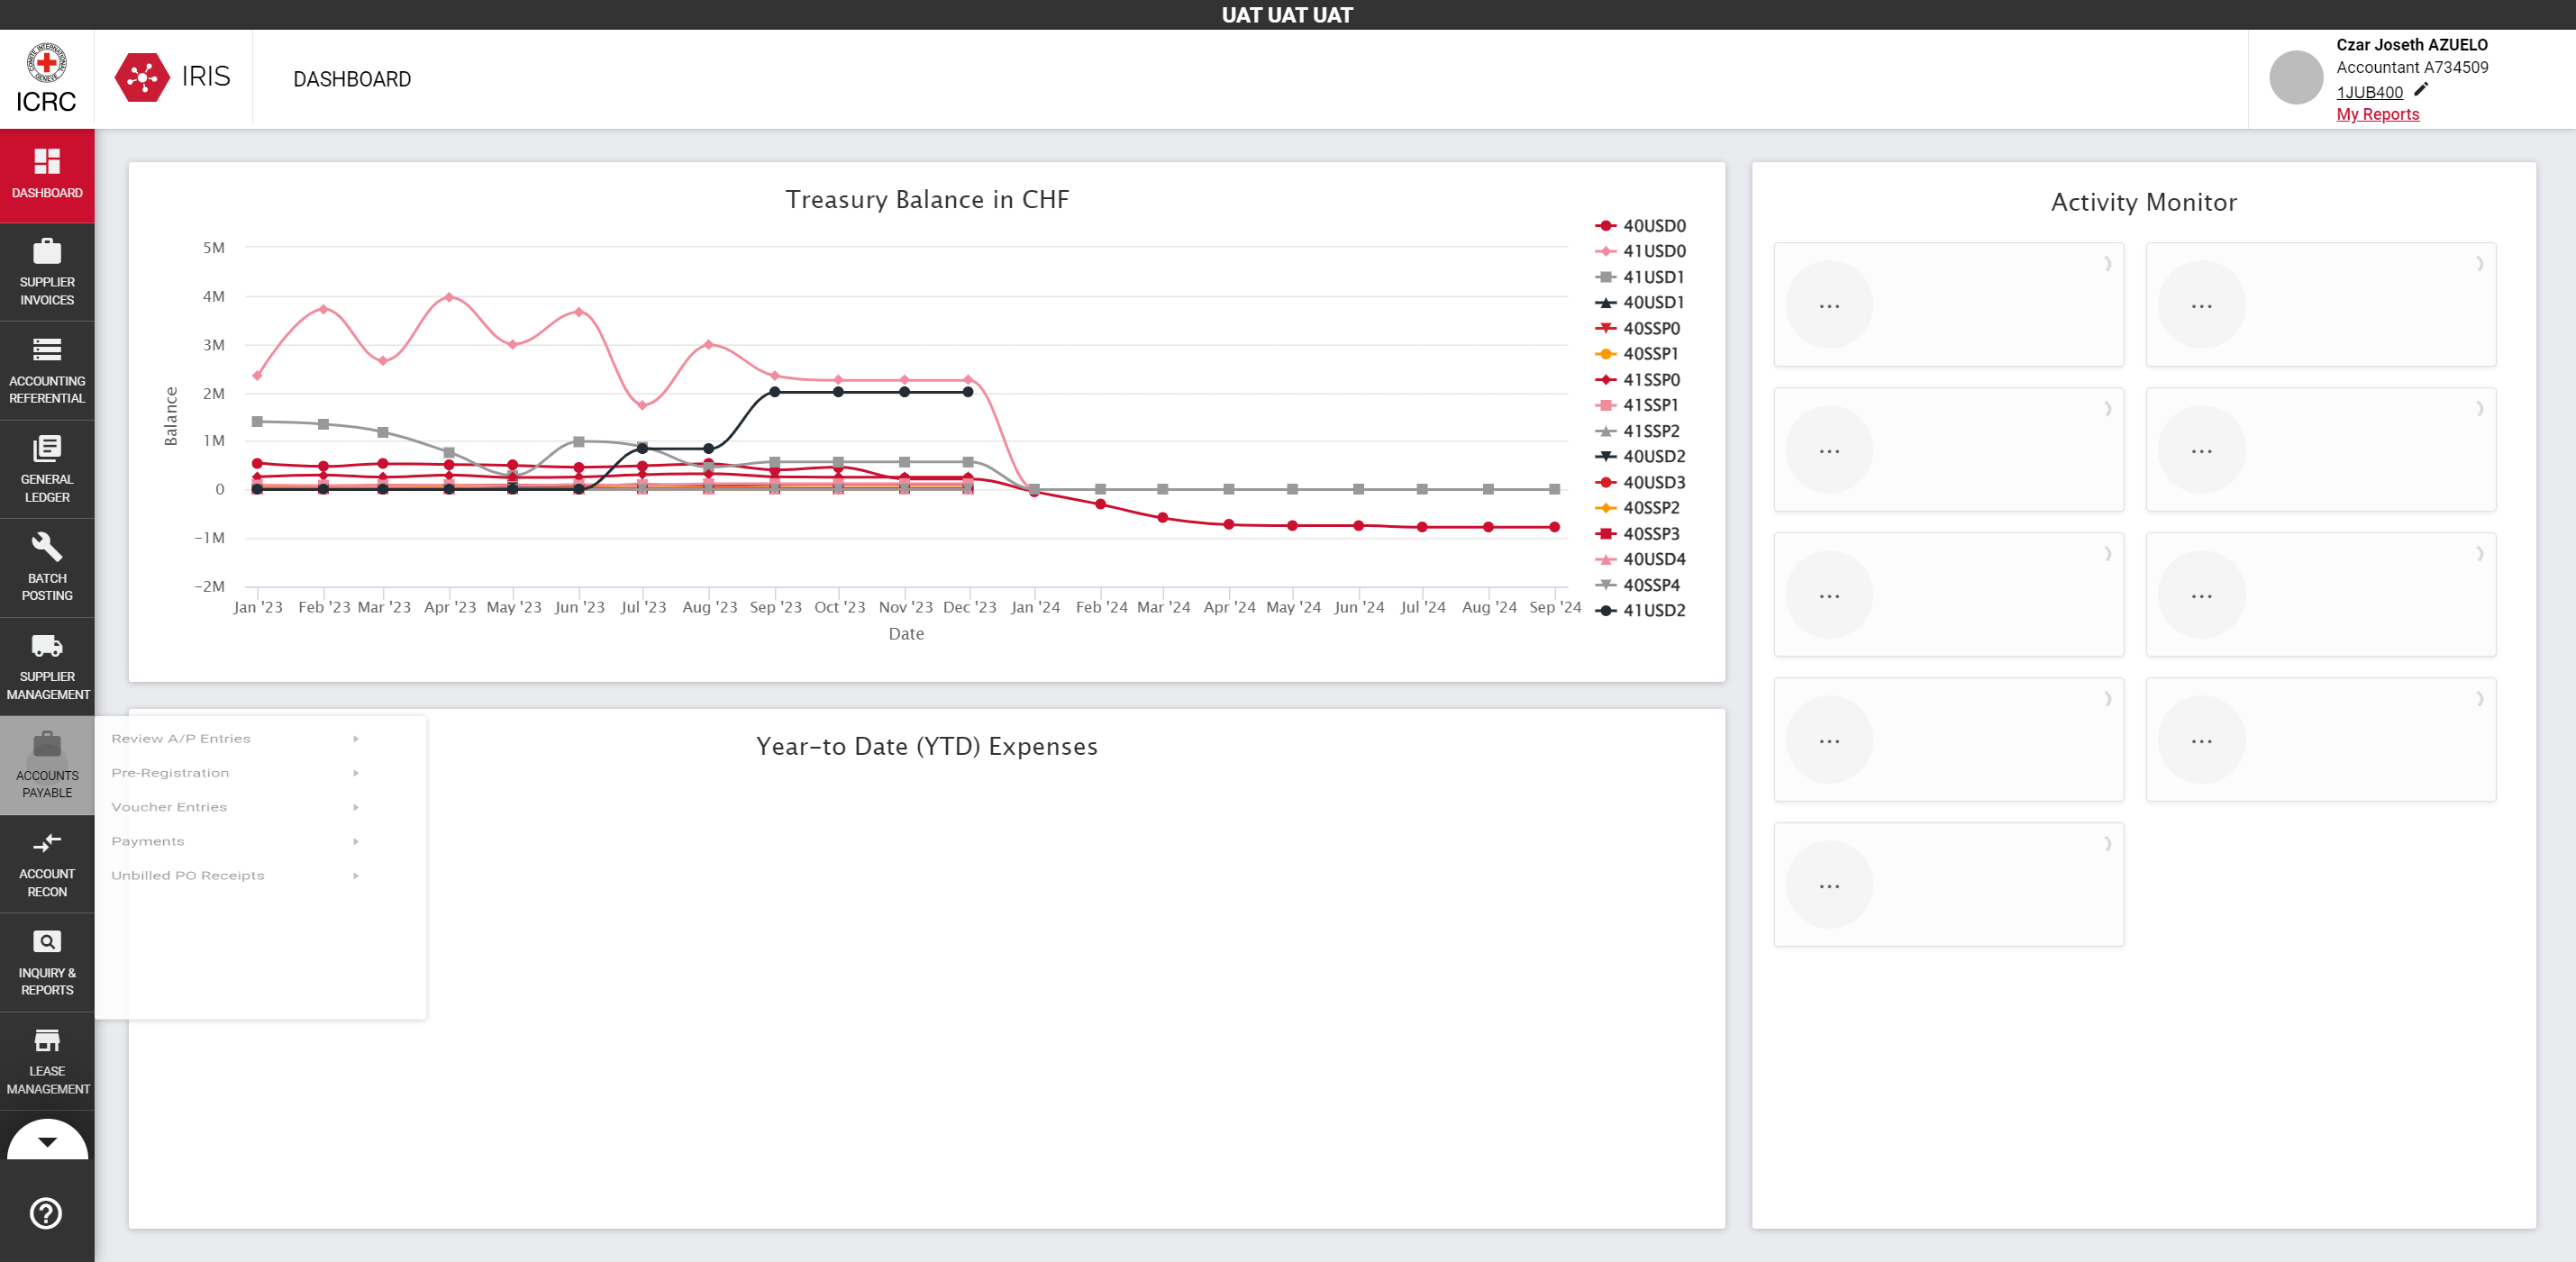 UAT UAT UAT
ICRC
IRIS
DASHBOARD
Czar Joseth AZUELO
Accountant A734509
1JUB400
My Reports
DASHBOARD
SUPPLIER
INVOICES
ACCOUNTING
REFERENTIAL
GENERAL
LEDGER
BATCH
POSTING
SUPPLIER
MANAGEMENT
ACCOUNTS
PAYABLE
ACCOUNT
RECON
INQUIRY &
REPORTS
LEASE
MANAGEMENT
Review A/P Entries
Pre-Registration
Voucher Entries
Payments
Unbilled PO Receipts
Treasury Balance in CHF
Balance
5M
4M
3M
2M
1M
0
-1M
-2M
Jan '23 Feb '23 Mar '23 Apr '23 May '23 Jun '23 Jul '23 Aug '23 Sep '23 Oct '23 Nov '23 Dec '23 Jan '24 Feb '24 Mar '24 Apr '24 May '24 Jun '24 Jul '24 Aug '24 Sep '24
Date
40USD0
41USD0
41USD1
40USD1
40SSP0
40SSP1
41SSP0
41SSP1
41SSP2
40USD2
40USD3
40SSP2
40SSP3
40USD4
40SSP4
41USD2
Year-to Date (YTD) Expenses
Activity Monitor
... ...
... ...
... ...
... ...
...